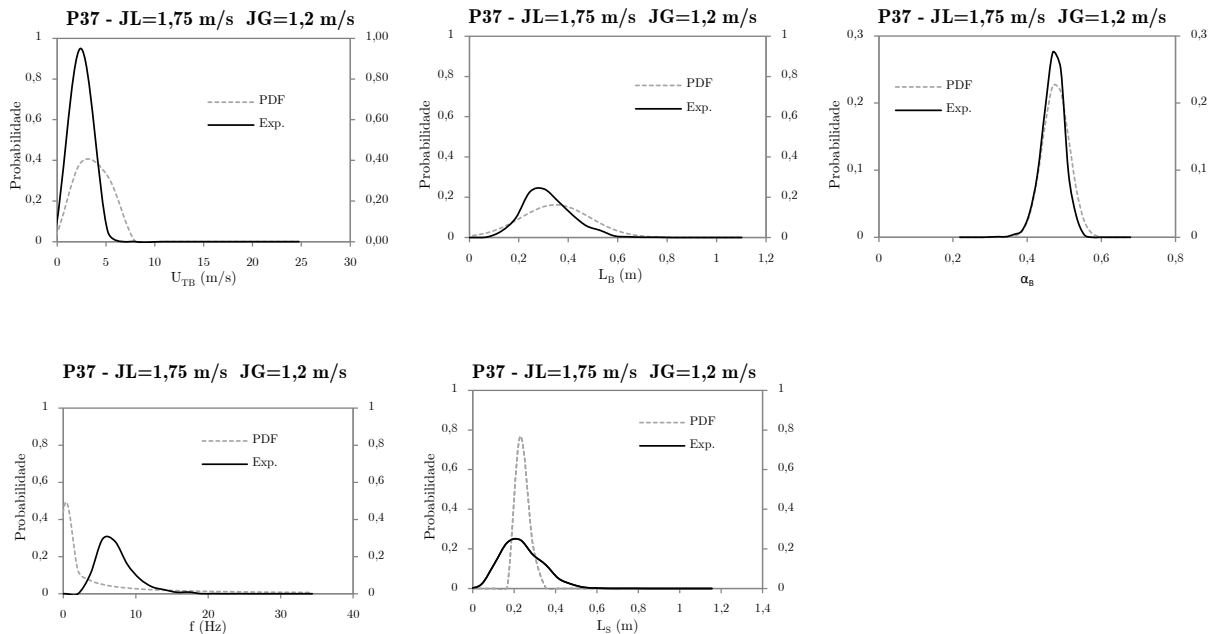 P37 - JL=1,75 m/s JG=1,2 m/s
1 1,00
0,8 0,80
0,6 0,60
0,4 0,40
0,2 0,20
0 0,00
Probabilidade
PDF
Exp.
0 5 10 15 20 25 30
U_TB (m/s)
P37 - JL=1,75 m/s JG=1,2 m/s
1 1
0,8 0,8
0,6 0,6
0,4 0,4
0,2 0,2
0 0
Probabilidade
PDF
Exp.
0 0,2 0,4 0,6 0,8 1 1,2
L_B (m)
P37 - JL=1,75 m/s JG=1,2 m/s
0,3 0,3
0,2 0,2
0,1 0,1
0 0
Probabilidade
PDF
Exp.
0 0,2 0,4 0,6 0,8
α_B
P37 - JL=1,75 m/s JG=1,2 m/s
1 1
0,8 0,8
0,6 0,6
0,4 0,4
0,2 0,2
0 0
Probabilidade
PDF
Exp.
0 10 20 30 40
f (Hz)
P37 - JL=1,75 m/s JG=1,2 m/s
1 1
0,8 0,8
0,6 0,6
0,4 0,4
0,2 0,2
0 0
Probabilidade
PDF
Exp.
0 0,2 0,4 0,6 0,8 1 1,2 1,4
L_S (m)